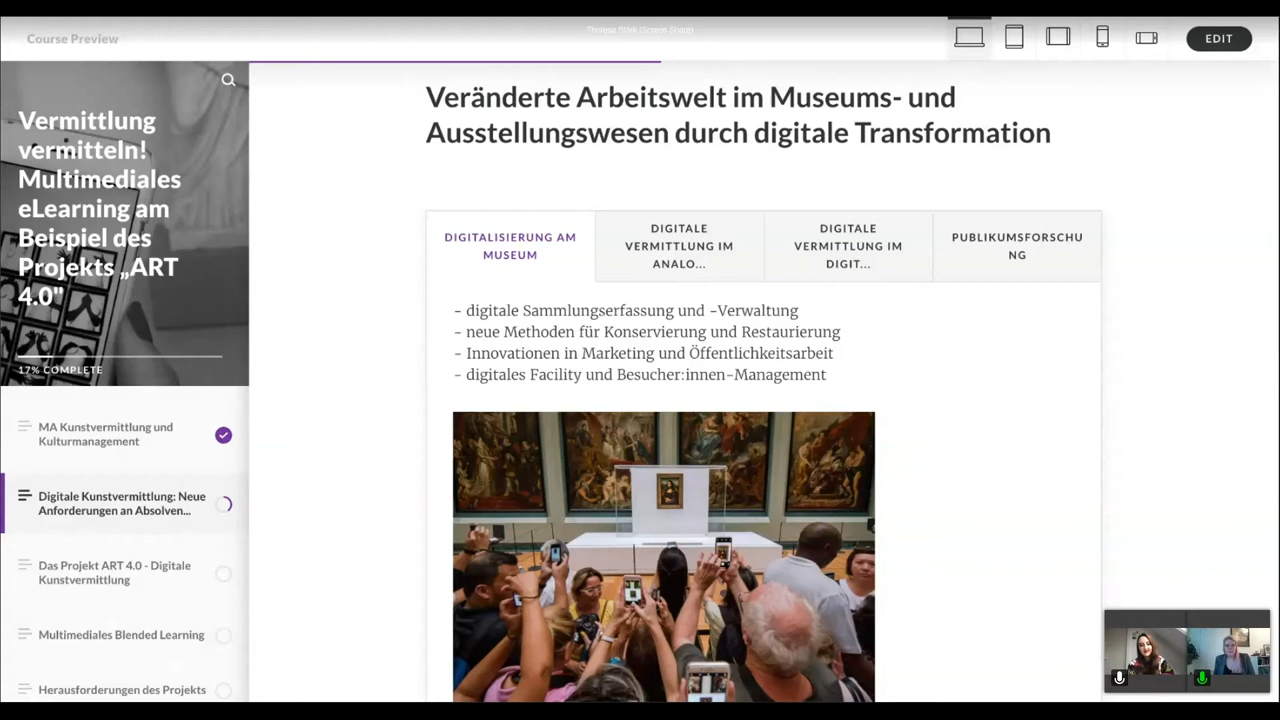 Course Preview
Theresa Stärk (Screen Share)
EDIT
Vermittlung
vermitteln!
Multimediales
eLearning am
Beispiel des
Projekts „ART
4.0"
17% COMPLETE
MA Kunstvermittlung und
Kulturmanagement
Digitale Kunstvermittlung: Neue
Anforderungen an Absolven...
Das Projekt ART 4.0 - Digitale
Kunstvermittlung
Multimediales Blended Learning
Herausforderungen des Projekts
Veränderte Arbeitswelt im Museums- und
Ausstellungswesen durch digitale Transformation
DIGITALISIERUNG AM
MUSEUM
DIGITALE
VERMITTLUNG IM
ANALO...
DIGITALE
VERMITTLUNG IM
DIGIT...
PUBLIKUMSFORSCHU
NG
- digitale Sammlungserfassung und -Verwaltung
- neue Methoden für Konservierung und Restaurierung
- Innovationen in Marketing und Öffentlichkeitsarbeit
- digitales Facility und Besucher:innen-Management